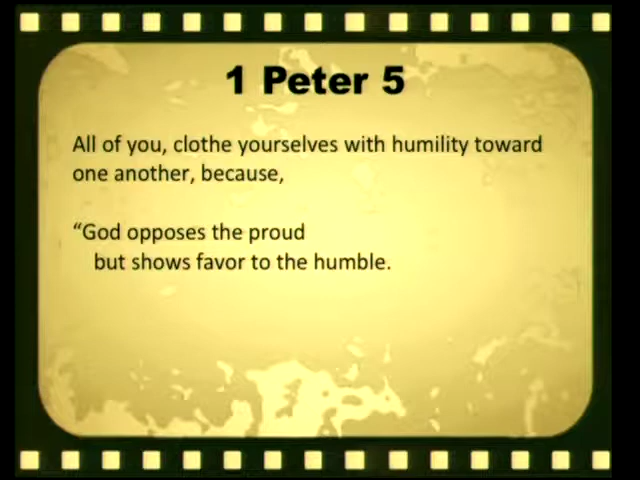 1 Peter 5
All of you, clothe yourselves with humility toward
one another, because,
“God opposes the proud
but shows favor to the humble.